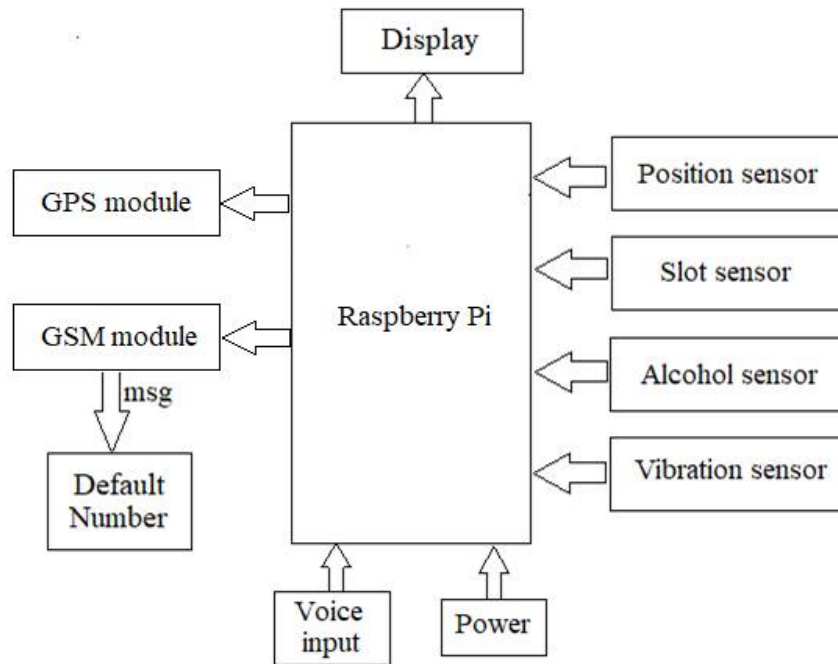 Display
GPS module
Position sensor
Slot sensor
Raspberry Pi
GSM module
Alcohol sensor
msg
Vibration sensor
Default
Number
Voice
input
Power